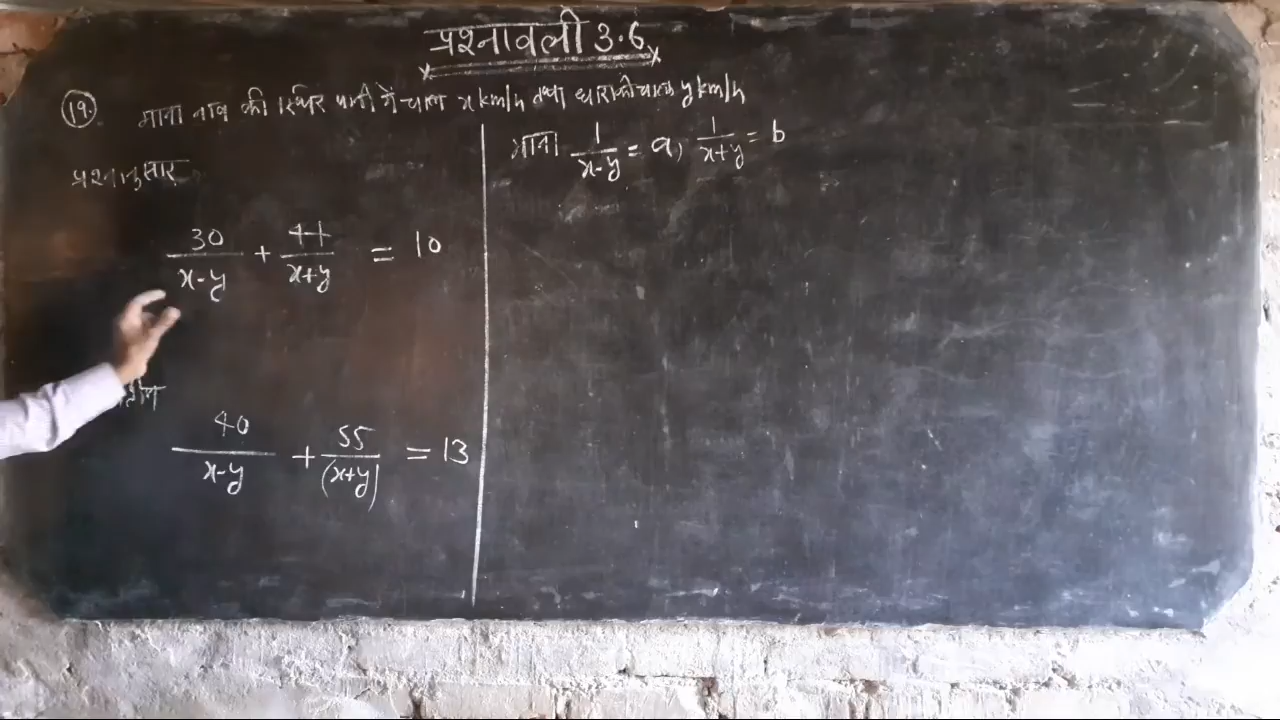 प्रश्नावली 3.6
19. माना नाव की स्थिर पानी में चाल x km/h तथा धारा की चाल y km/h
प्रश्नानुसार
30/(x-y) + 44/(x+y) = 10
40/(x-y) + 55/(x+y) = 13
माना 1/(x-y) = a, 1/(x+y) = b